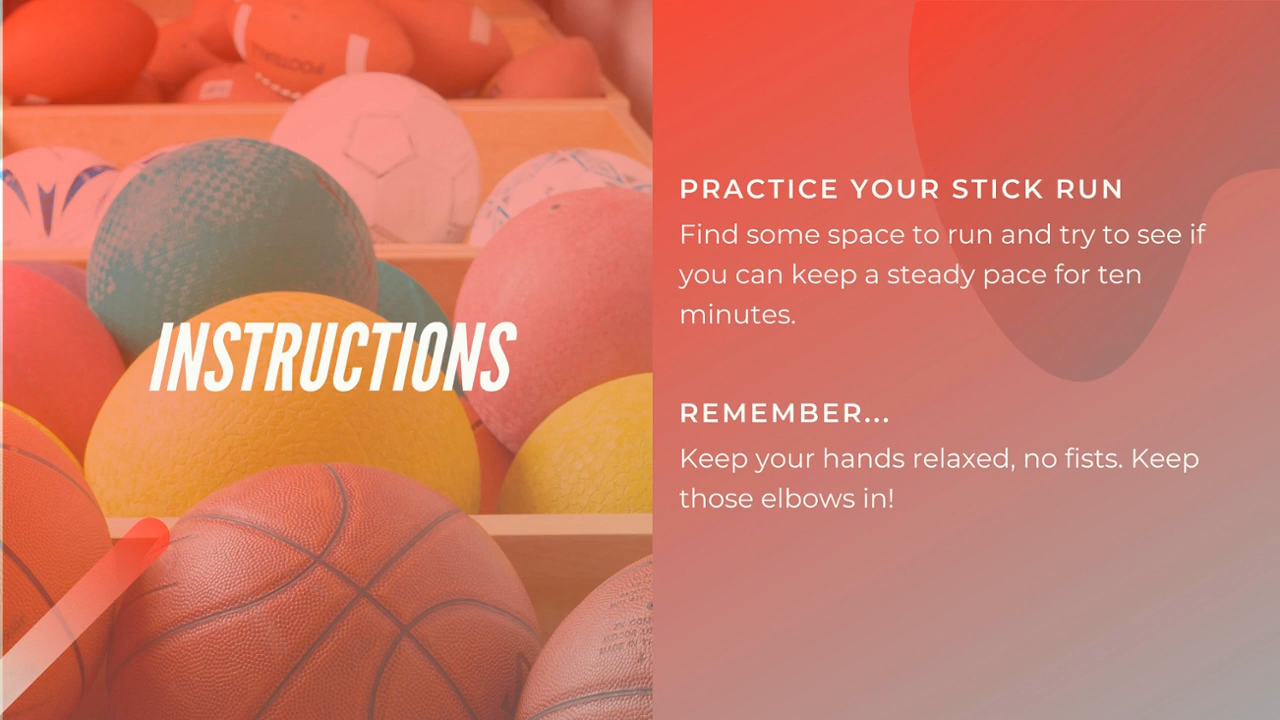 INSTRUCTIONS
PRACTICE YOUR STICK RUN
Find some space to run and try to see if
you can keep a steady pace for ten
minutes.
REMEMBER...
Keep your hands relaxed, no fists. Keep
those elbows in!